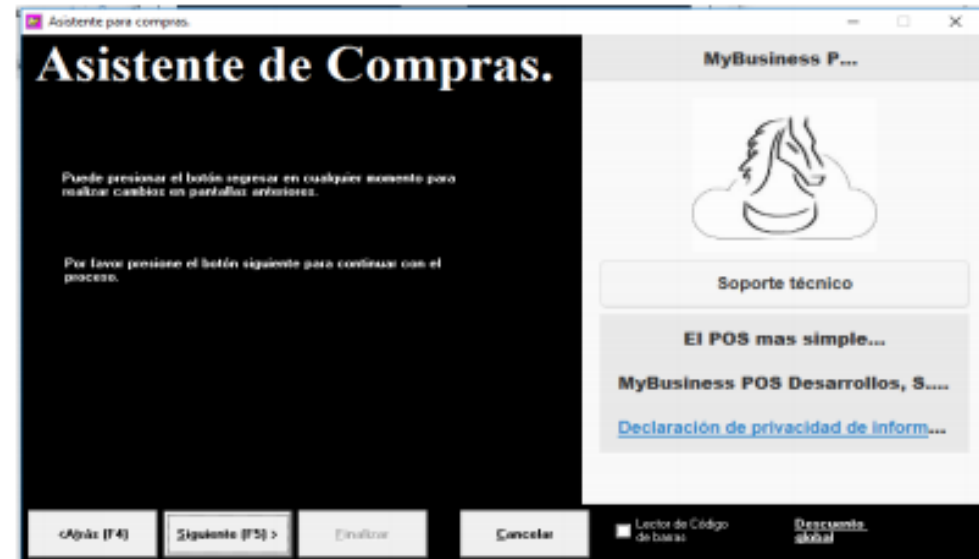 Asistente para compras.
Asistente de Compras.
Puede presionar el botón regresar en cualquier momento para
realizar cambios en pantallas anteriores.
Por favor presione el botón siguiente para continuar con el
proceso.
MyBusiness P...
Soporte técnico
El POS mas simple...
MyBusiness POS Desarrollos, S....
Declaración de privacidad de inform...
<Atrás (F4)
Siguiente (F5) >
Finalizar
Cancelar
Lector de Código
de barras
Descuento
global